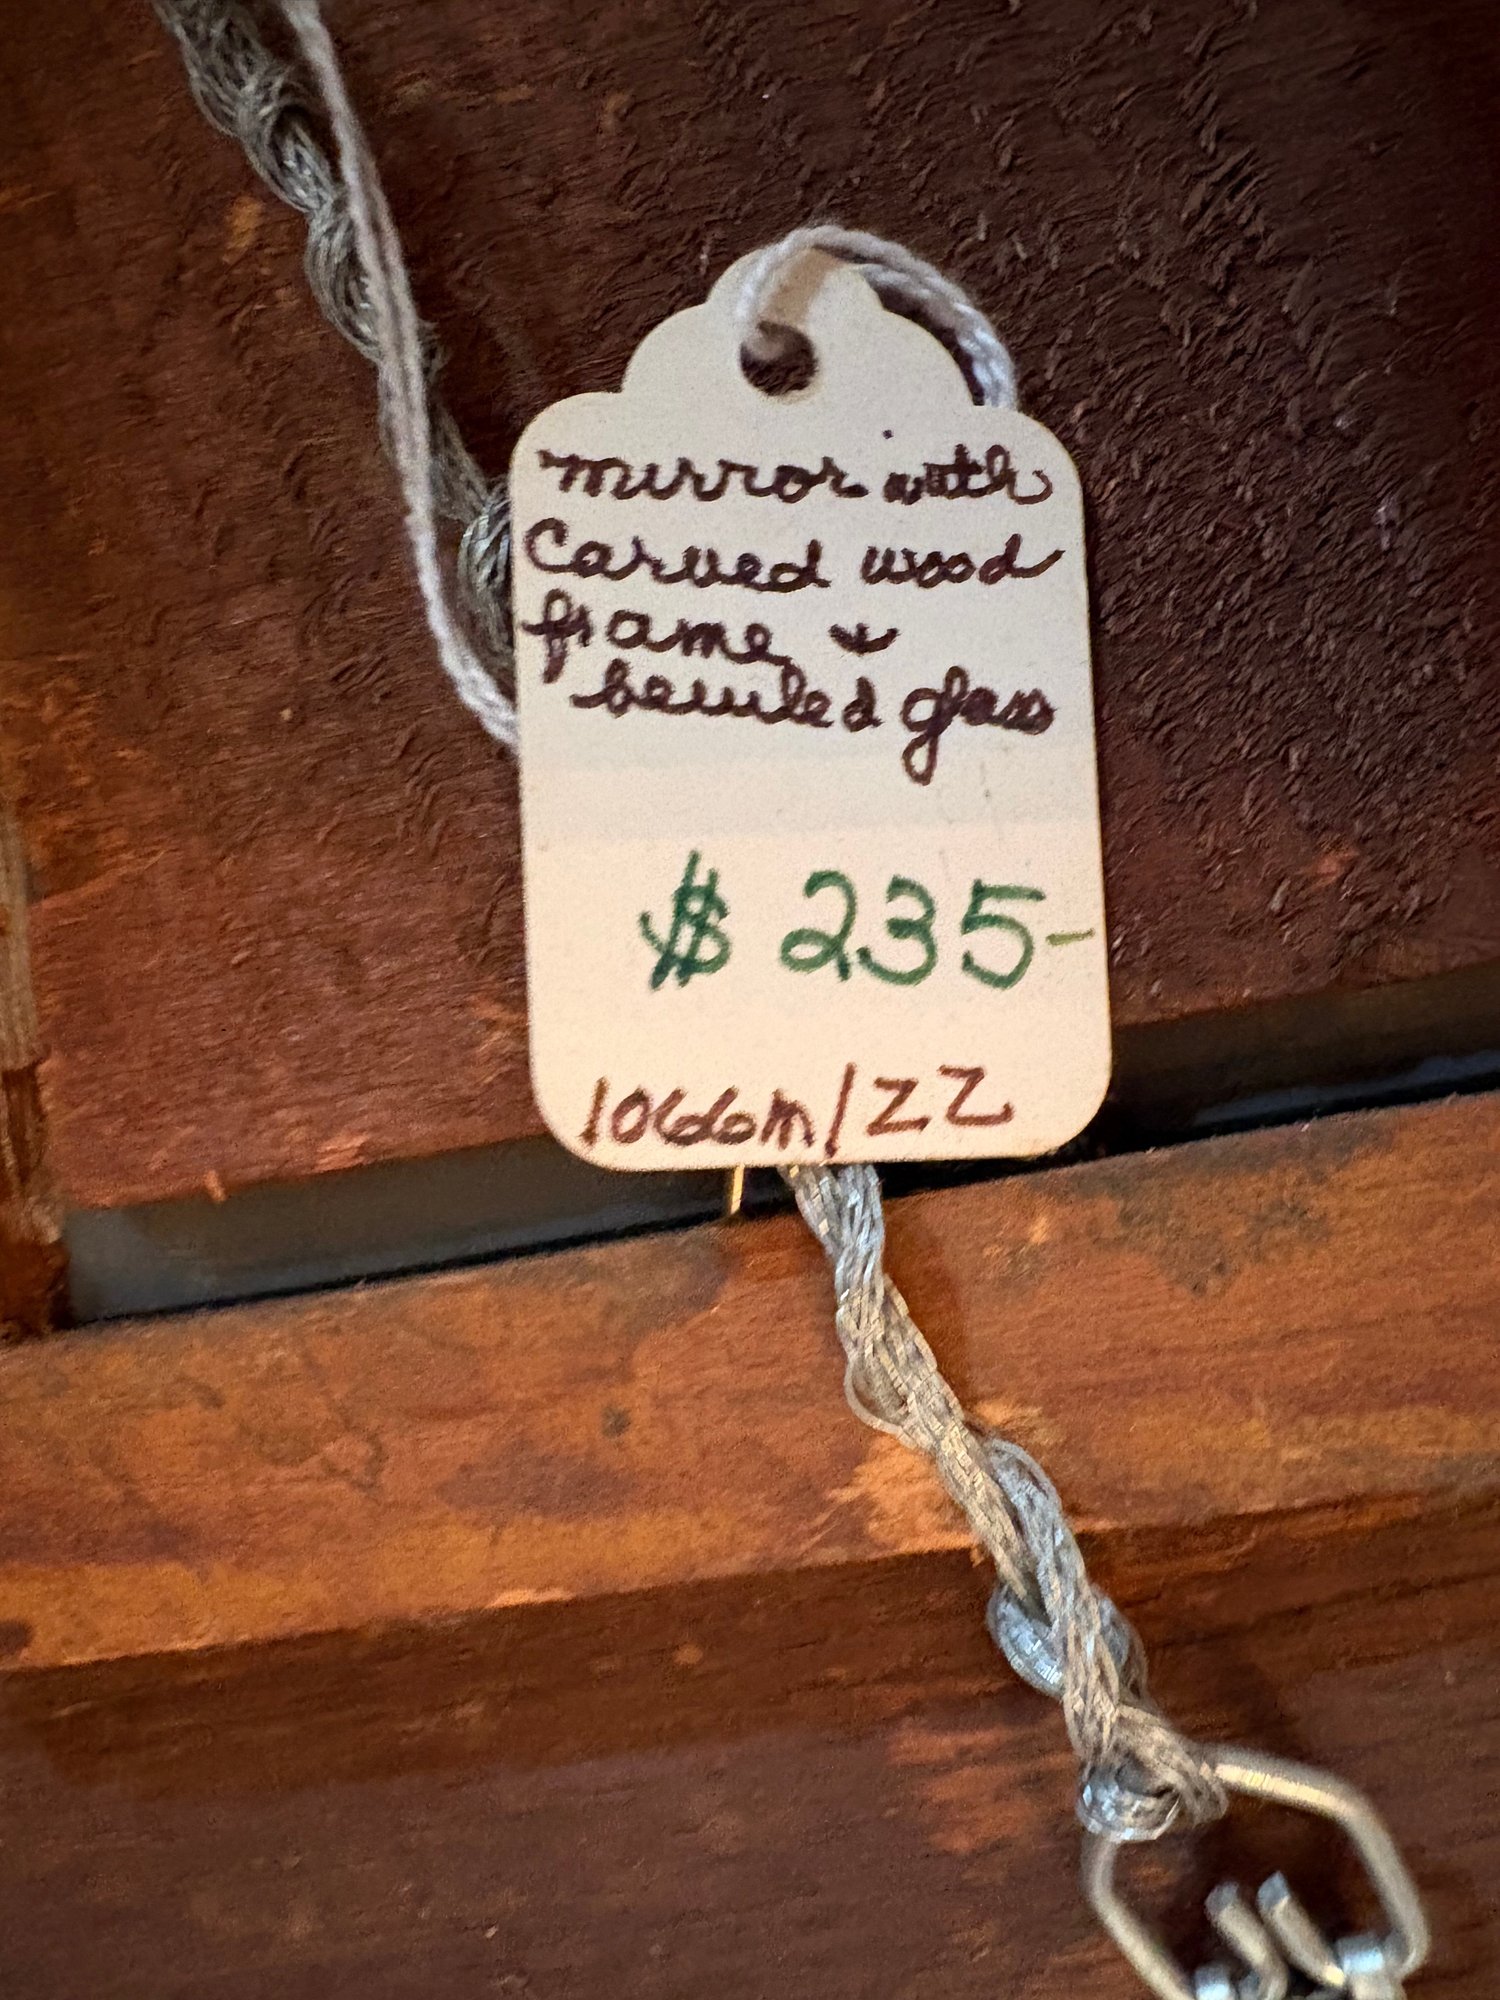 mirror with
carved wood
frame &
beveled glass
$ 235-
1066m/ZZ